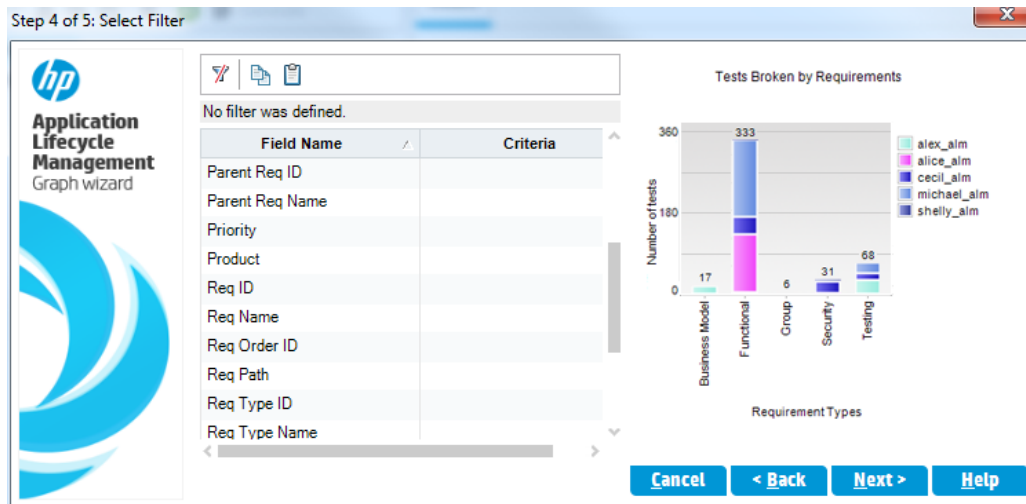 Step 4 of 5: Select Filter
x
hp
Application
Lifecycle
Management
Graph wizard
No filter was defined.
Field Name Criteria
Parent Req ID
Parent Req Name
Priority
Product
Req ID
Req Name
Req Order ID
Req Path
Req Type ID
Req Type Name
Tests Broken by Requirements
Number of tests
360
180
0
17
333
6
31
68
Business Model
Functional
Group
Security
Testing
Requirement Types
alex_alm
alice_alm
cecil_alm
michael_alm
shelly_alm
Cancel < Back Next > Help